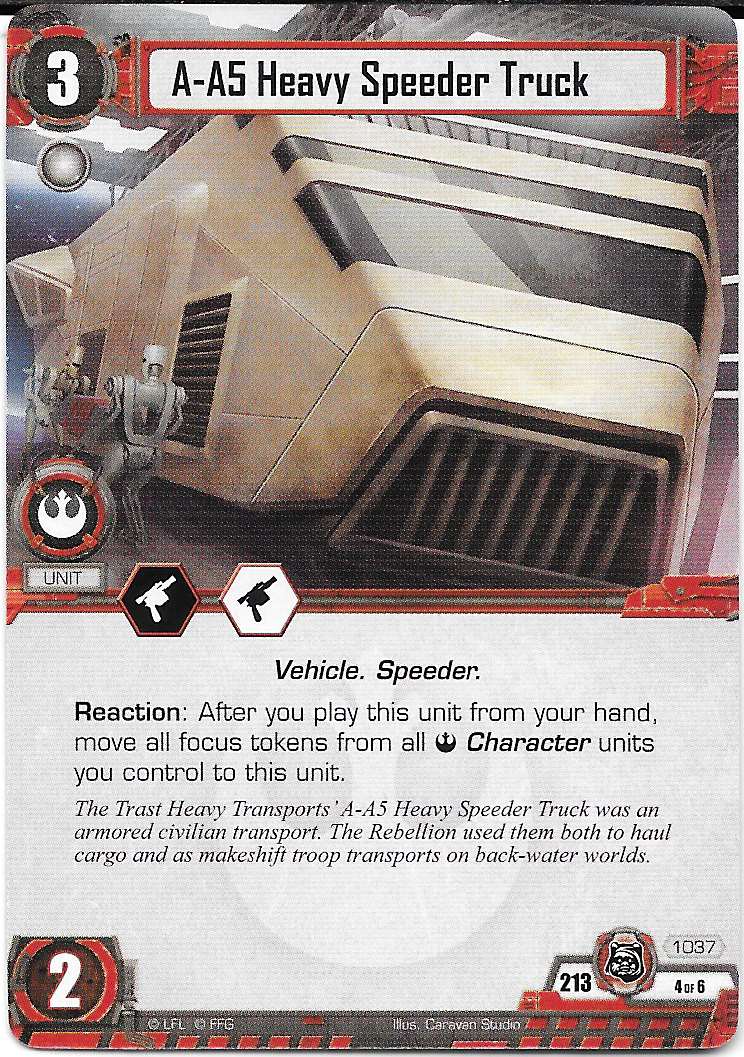 3
A-A5 Heavy Speeder Truck
UNIT
Vehicle. Speeder.
Reaction: After you play this unit from your hand,
move all focus tokens from all Character units
you control to this unit.
The Trast Heavy Transports' A-A5 Heavy Speeder Truck was an
armored civilian transport. The Rebellion used them both to haul
cargo and as makeshift troop transports on back-water worlds.
2
213
1037
4 OF 6
© LFL © FFG
Illus. Caravan Studio